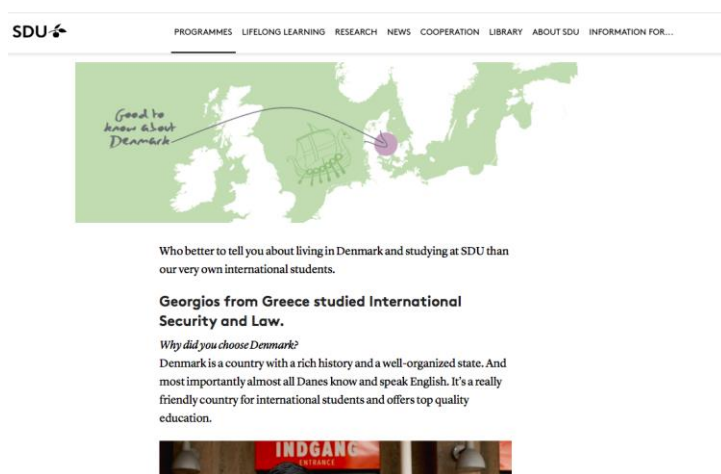 SDU
PROGRAMMES LIFELONG LEARNING RESEARCH NEWS COOPERATION LIBRARY ABOUT SDU INFORMATION FOR...
Good to
know about
Denmark
Who better to tell you about living in Denmark and studying at SDU than
our very own international students.
Georgios from Greece studied International
Security and Law.
Why did you choose Denmark?
Denmark is a country with a rich history and a well-organized state. And
most importantly almost all Danes know and speak English. It's a really
friendly country for international students and offers top quality
education.
INDGANG
ENTRANCE